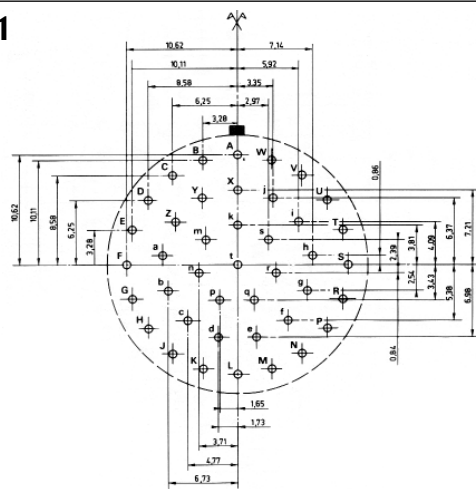 1
10,62 7,14
10,11 5,92
8,58 3,35
6,25 2,97
3,28
A
B W
C V
X
D Y j U
Z i
E k T
m s
a h
F t S
n r
b g
G p q R
c f
H P
d e
J N
K L M
10,62
10,11
8,58
6,25
3,28
0,86
2,39
3,81
4,09
6,37
7,21
2,54
3,43
5,38
6,98
0,84
1,65
1,73
3,71
4,77
6,73